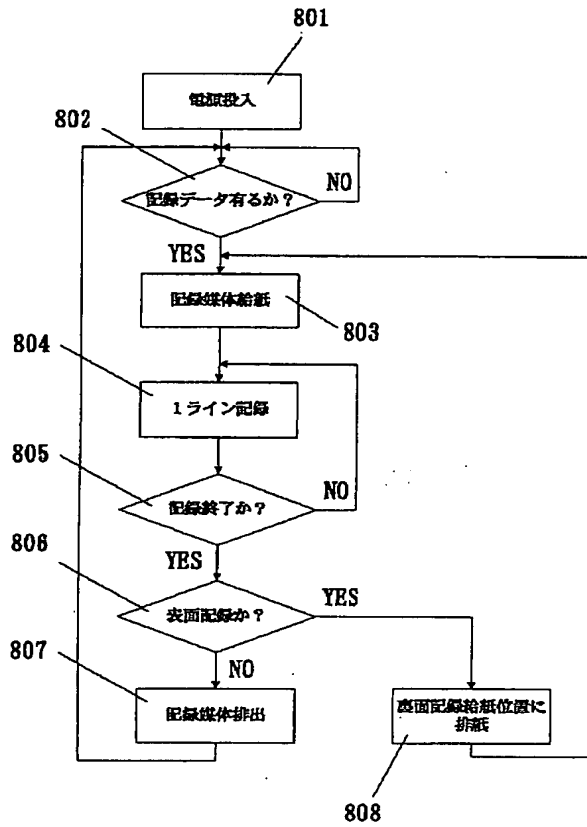 801
電源投入
802
記録データ有るか？
NO
YES
記録媒体給紙
803
804
1ライン記録
805
記録終了か？
NO
806
YES
表面記録か？
YES
807
NO
記録媒体排出
裏面記録給紙位置に
排紙
808